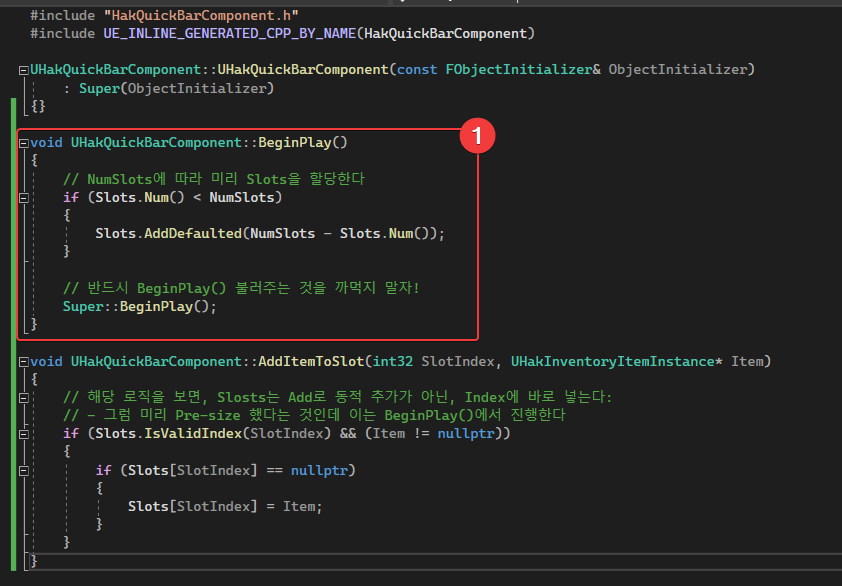 #include "HakQuickBarComponent.h"
#include UE_INLINE_GENERATED_CPP_BY_NAME(HakQuickBarComponent)
UHakQuickBarComponent::UHakQuickBarComponent(const FObjectInitializer& ObjectInitializer)
: Super(ObjectInitializer)
{}
1
void UHakQuickBarComponent::BeginPlay()
{
// NumSlots에 따라 미리 Slots을 할당한다
if (Slots.Num() < NumSlots)
{
Slots.AddDefaulted(NumSlots - Slots.Num());
}
// 반드시 BeginPlay() 불러주는 것을 까먹지 말자!
Super::BeginPlay();
}
void UHakQuickBarComponent::AddItemToSlot(int32 SlotIndex, UHakInventoryItemInstance* Item)
{
// 해당 로직을 보면, Slosts는 Add로 동적 추가가 아닌, Index에 바로 넣는다:
// - 그럼 미리 Pre-size 했다는 것인데 이는 BeginPlay()에서 진행한다
if (Slots.IsValidIndex(SlotIndex) && (Item != nullptr))
{
if (Slots[SlotIndex] == nullptr)
{
Slots[SlotIndex] = Item;
}
}
}